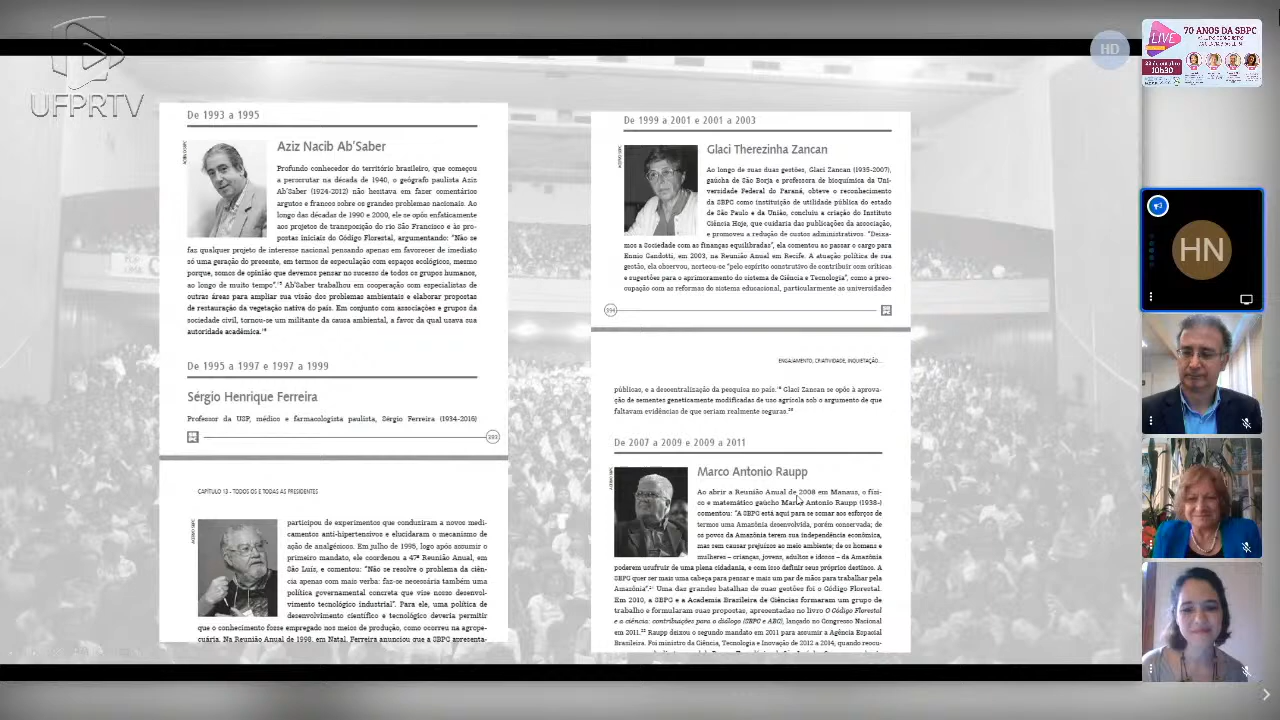 UFPRTV
HD
LIVE
70 ANOS DA SBPC
10h30
HN
De 1993 a 1995
Aziz Nacib Ab'Saber
Profundo conhecedor do território brasileiro, que começou
a perscrutar na década de 1940, o geógrafo paulista Aziz
Ab'Saber (1924-2012) não hesitava em fazer comentários
argutos e francos sobre os grandes problemas nacionais. Ao
longo das décadas de 1990 e 2000, ele se opôs enfaticamente
aos projetos de transposição do rio São Francisco e às pro-
postas iniciais do Código Florestal, argumentando: "Não se
faz qualquer projeto de interesse nacional pensando apenas em favorecer de imediato
só uma geração do presente, em termos de especulação com espaços ecológicos, mesmo
porque, somos de opinião que devemos pensar no sucesso de todos os grupos humanos,
ao longo de muito tempo". Ab'Saber trabalhou em cooperação com especialistas de
outras áreas para ampliar sua visão dos problemas ambientais e elaborar propostas
de restauração da vegetação nativa do país. Em conjunto com associações e grupos da
sociedade civil, tornou-se um militante da causa ambiental, a favor da qual usava sua
autoridade acadêmica.
De 1995 a 1997 e 1997 a 1999
Sérgio Henrique Ferreira
Professor da USP, médico e farmacologista paulista, Sérgio Ferreira (1934-2016)
393
CAPÍTULO 13 - TODOS OS E TODAS AS PRESIDENTES
participou de experimentos que conduziram a novos medi-
camentos anti-hipertensivos e elucidaram o mecanismo de
ação de analgésicos. Em julho de 1995, logo após assumir o
primeiro mandato, ele coordenou a 47ª Reunião Anual, em
São Luís, e comentou: "Não se resolve o problema da ciên-
cia apenas com mais verba: faz-se necessária também uma
política governamental concreta que vise nosso desenvol-
vimento tecnológico industrial". Para ele, uma política de
desenvolvimento científico e tecnológico deveria permitir
que o conhecimento fosse empregado nos meios de produção, como ocorreu na agrope-
cuária. Na Reunião Anual de 1998, em Natal, Ferreira anunciou que a SBPC apresenta-
De 1999 a 2001 e 2001 a 2003
Glaci Therezinha Zancan
Ao longo de suas duas gestões, Glaci Zancan (1935-2007),
gaúcha de São Borja e professora de bioquímica da Uni-
versidade Federal do Paraná, obteve o reconhecimento
da SBPC como instituição de utilidade pública do estado
de São Paulo e da União, concluiu a criação do Instituto
Ciência Hoje, que cuidaria das publicações da associação,
e promoveu a redução de custos administrativos. "Deixa-
mos a Sociedade com as finanças equilibradas", ela comentou ao passar o cargo para
Ennio Candotti, em 2003, na Reunião Anual em Recife. A atuação política de sua
gestão, ela observou, norteou-se "pelo espírito construtivo de contribuir com críticas
e sugestões para o aprimoramento do sistema de Ciência e Tecnologia", como a preo-
cupação com as reformas do sistema educacional, particularmente as universidades
394
ENGAJAMENTO, CRIATIVIDADE, INQUIETAÇÃO...
públicas, e a descentralização da pesquisa no país. Glaci Zancan se opôs à aprova-
ção de sementes geneticamente modificadas de uso agrícola sob o argumento de que
faltavam evidências de que seriam realmente seguras.
De 2007 a 2009 e 2009 a 2011
Marco Antonio Raupp
Ao abrir a Reunião Anual de 2008 em Manaus, o físi-
co e matemático gaúcho Marco Antonio Raupp (1938-)
comentou: "A SBPC está aqui para se somar aos esforços de
termos uma Amazônia desenvolvida, porém conservada; de
os povos da Amazônia terem sua independência econômica,
mas sem causar prejuízos ao meio ambiente; de os homens e
mulheres – crianças, jovens, adultos e idosos – da Amazônia
poderem usufruir de uma plena cidadania, e com isso definir seus próprios destinos. A
SBPC quer ser mais uma cabeça para pensar e mais um par de mãos para trabalhar pela
Amazônia". Uma das grandes batalhas de suas gestões foi o Código Florestal.
Em 2010, a SBPC e a Academia Brasileira de Ciências formaram um grupo de
trabalho e formularam suas propostas, apresentadas no livro O Código Florestal
e a ciência: contribuições para o diálogo (SBPC e ABC), lançado no Congresso Nacional
em 2011. Raupp deixou o segundo mandato em 2011 para assumir a Agência Espacial
Brasileira. Foi ministro da Ciência, Tecnologia e Inovação de 2012 a 2014, quando reocu-